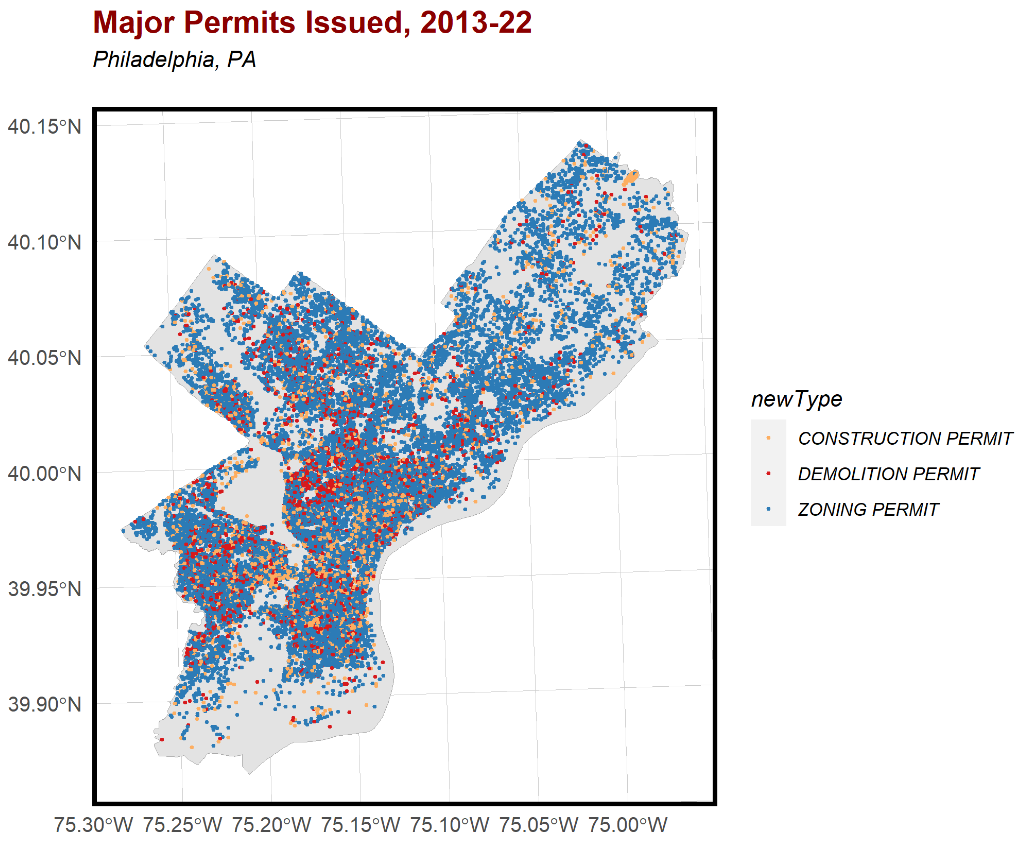 Major Permits Issued, 2013-22
Philadelphia, PA
40.15°N
40.10°N
40.05°N
40.00°N
39.95°N
39.90°N
75.30°W 75.25°W 75.20°W 75.15°W 75.10°W 75.05°W 75.00°W
newType
CONSTRUCTION PERMIT
DEMOLITION PERMIT
ZONING PERMIT